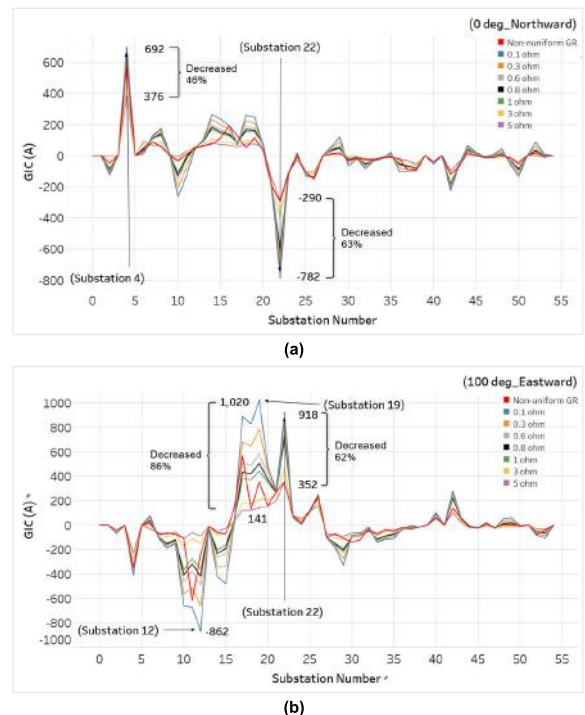 (0 deg_Northward)
(Substation 22)
Non-nuniform GR
0.1 ohm
0.3 ohm
0.6 ohm
0.8 ohm
1 ohm
3 ohm
5 ohm
692
Decreased
46%
376
600
400
200
0
-200
-400
-600
-800
GIC (A)
-290
Decreased
63%
-782
(Substation 4)
0 5 10 15 20 25 30 35 40 45 50 55
Substation Number
(a)
(100 deg_Eastward)
1,020
(Substation 19)
Non-nuniform GR
0.1 ohm
0.3 ohm
0.6 ohm
0.8 ohm
1 ohm
3 ohm
5 ohm
918
Decreased
86%
Decreased
62%
352
141
1000
800
600
400
200
0
-200
-400
-600
-800
-1000
GIC (A)
(Substation 22)
(Substation 12)
-862
0 5 10 15 20 25 30 35 40 45 50 55
Substation Number
(b)